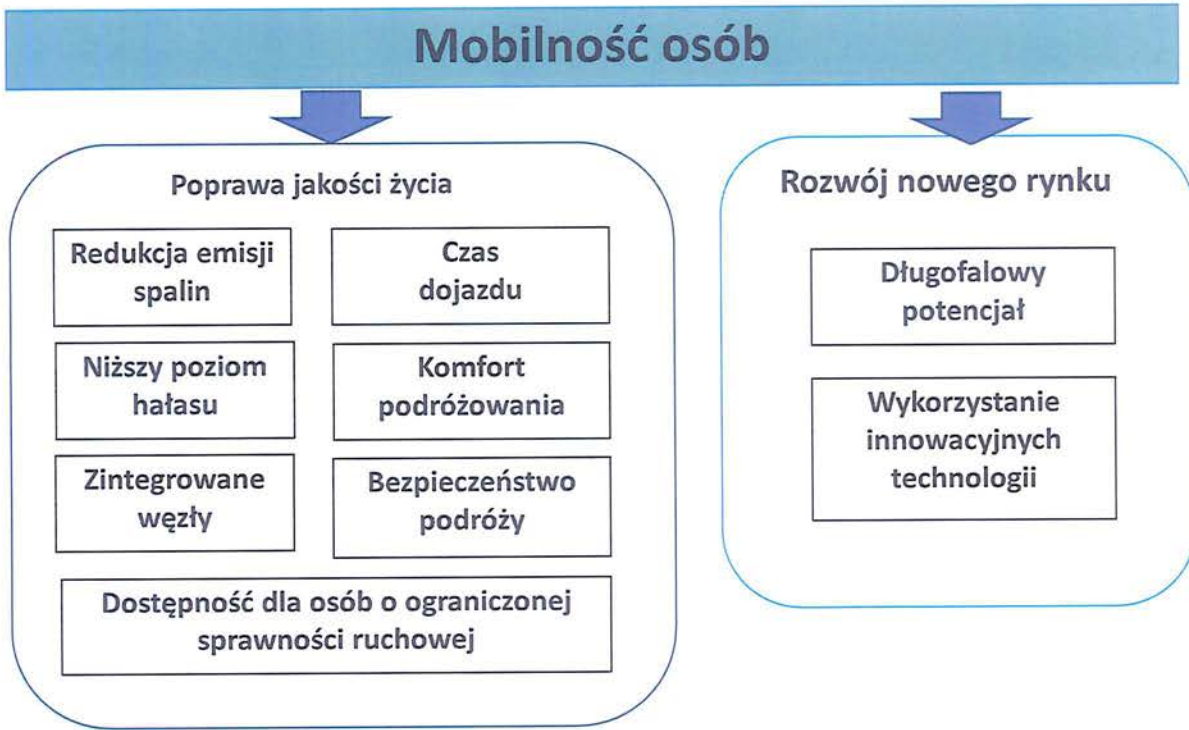 Mobilność osób
Poprawa jakości życia
Redukcja emisji
spalin
Czas
dojazdu
Niższy poziom
hałasu
Komfort
podróżowania
Zintegrowane
węzły
Bezpieczeństwo
podróży
Dostępność dla osób o ograniczonej
sprawności ruchowej
Rozwój nowego rynku
Długofalowy
potencjał
Wykorzystanie
innowacyjnych
technologii